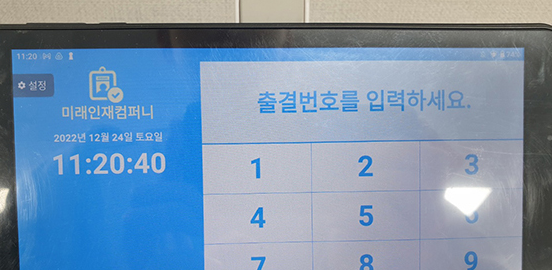 11:20
설정
미래인재컴퍼니
2022년 12월 24일 토요일
11:20:40
출결번호를 입력하세요.
1 2 3
4 5 6
7 8 9